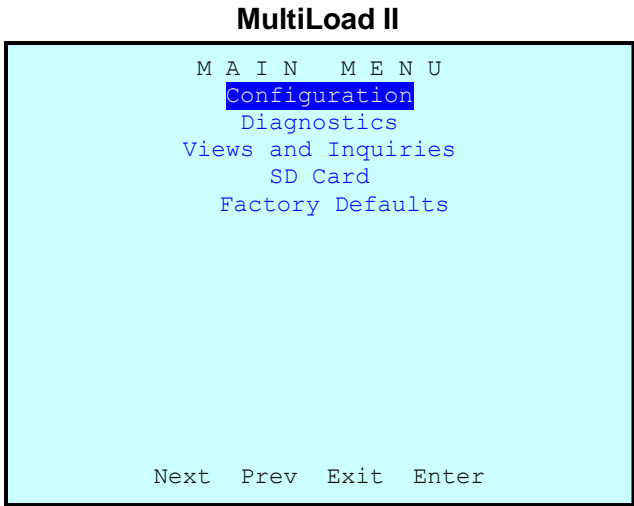 MultiLoad II
M A I N   M E N U
Configuration
Diagnostics
Views and Inquiries
SD Card
Factory Defaults
Next  Prev  Exit  Enter